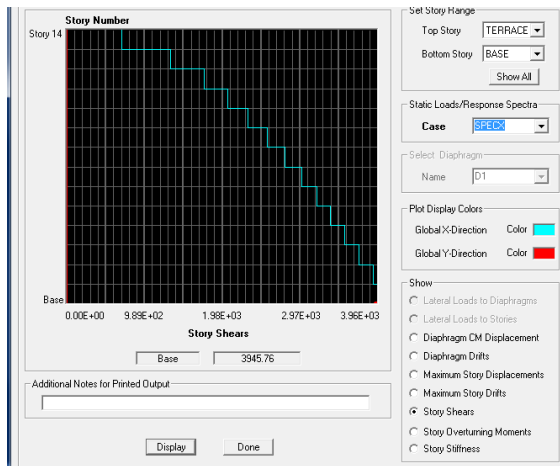 Story Number
Story 14
Base
0.00E+00 9.89E+02 1.98E+03 2.97E+03 3.96E+03
Story Shears
Base 3945.76
Additional Notes for Printed Output
Display Done
Set Story Range
Top Story TERRACE
Bottom Story BASE
Show All
Static Loads/Response Spectra
Case SPECX
Select Diaphragm
Name D1
Plot Display Colors
Global X-Direction Color
Global Y-Direction Color
Show
Lateral Loads to Diaphragms
Lateral Loads to Stories
Diaphragm CM Displacement
Diaphragm Drifts
Maximum Story Displacements
Maximum Story Drifts
Story Shears
Story Overturning Moments
Story Stiffness